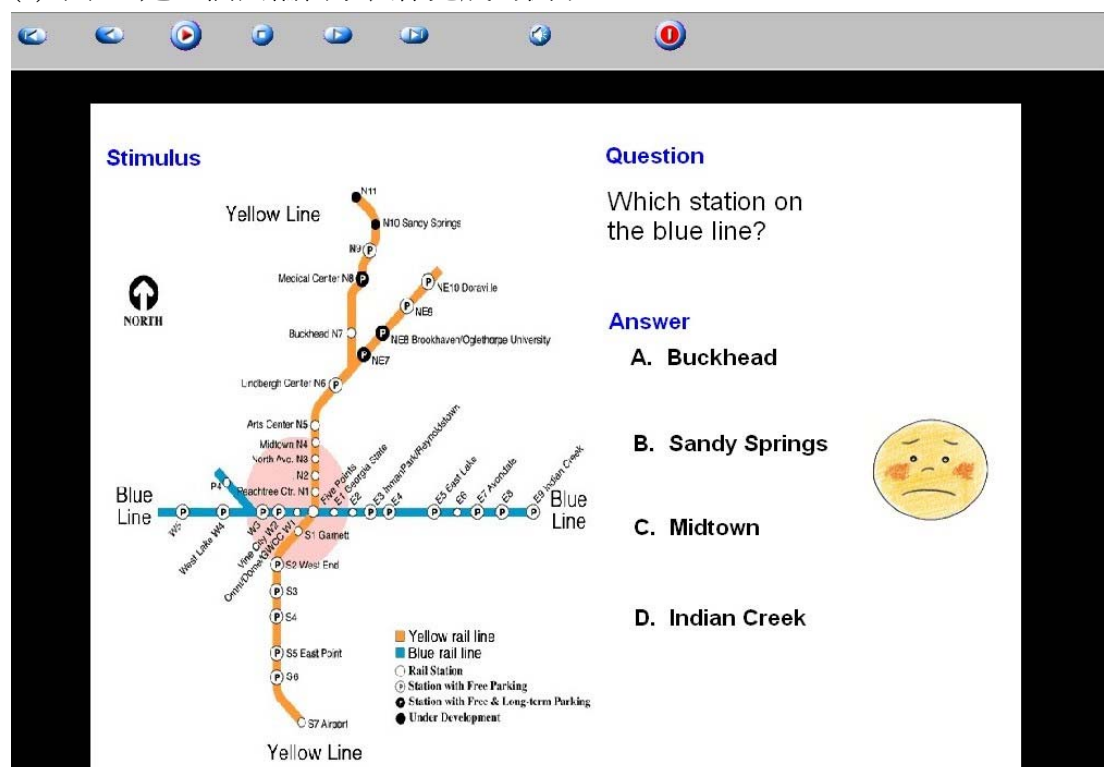 Stimulus
Yellow Line
N11
N10 Sandy Springs
N9 P
Medical Center N8 P
P NE10 Doraville
P NE9
NORTH
Buckhead N7
P NE8 Brookhaven/Oglethorpe University
P NE7
Lindbergh Center N6 P
Arts Center N5
Midtown N4
North Ave. N3
N2
Peachtree Ctr. N1
Five Points
E1 Georgia State
E2
E3 InmanPark/Reynoldstown
E4
E5 East Lake
E6
E7 Avondale
E8
E9 Indian Creek
P4
Blue
Line
W5
West Lake W4
W3
Vine City W2
Omni/Dome/GWCC W1
Blue
Line
S1 Garnett
P S2 West End
P S3
P S4
P S5 East Point
P S6
S7 Airport
Yellow Line
Yellow rail line
Blue rail line
Rail Station
P Station with Free Parking
P Station with Free & Long-term Parking
Under Development
Question
Which station on
the blue line?
Answer
A. Buckhead
B. Sandy Springs
C. Midtown
D. Indian Creek